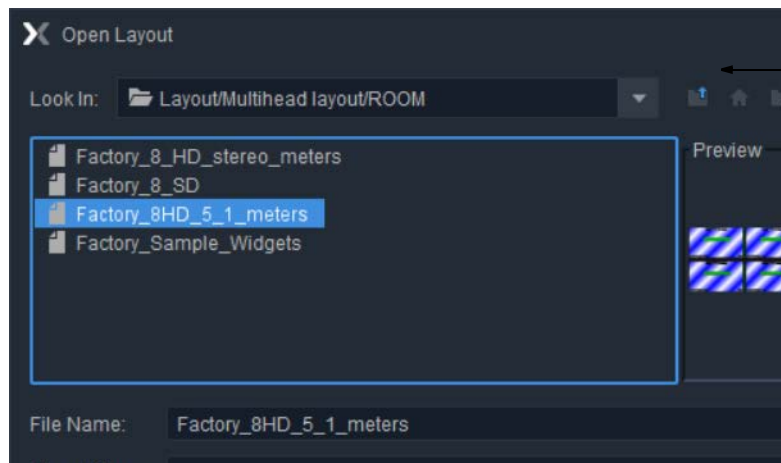 Open Layout
Look In: Layout/Multihead layout/ROOM
Factory_8_HD_stereo_meters
Factory_8_SD
Factory_8HD_5_1_meters
Factory_Sample_Widgets
Preview
File Name: Factory_8HD_5_1_meters